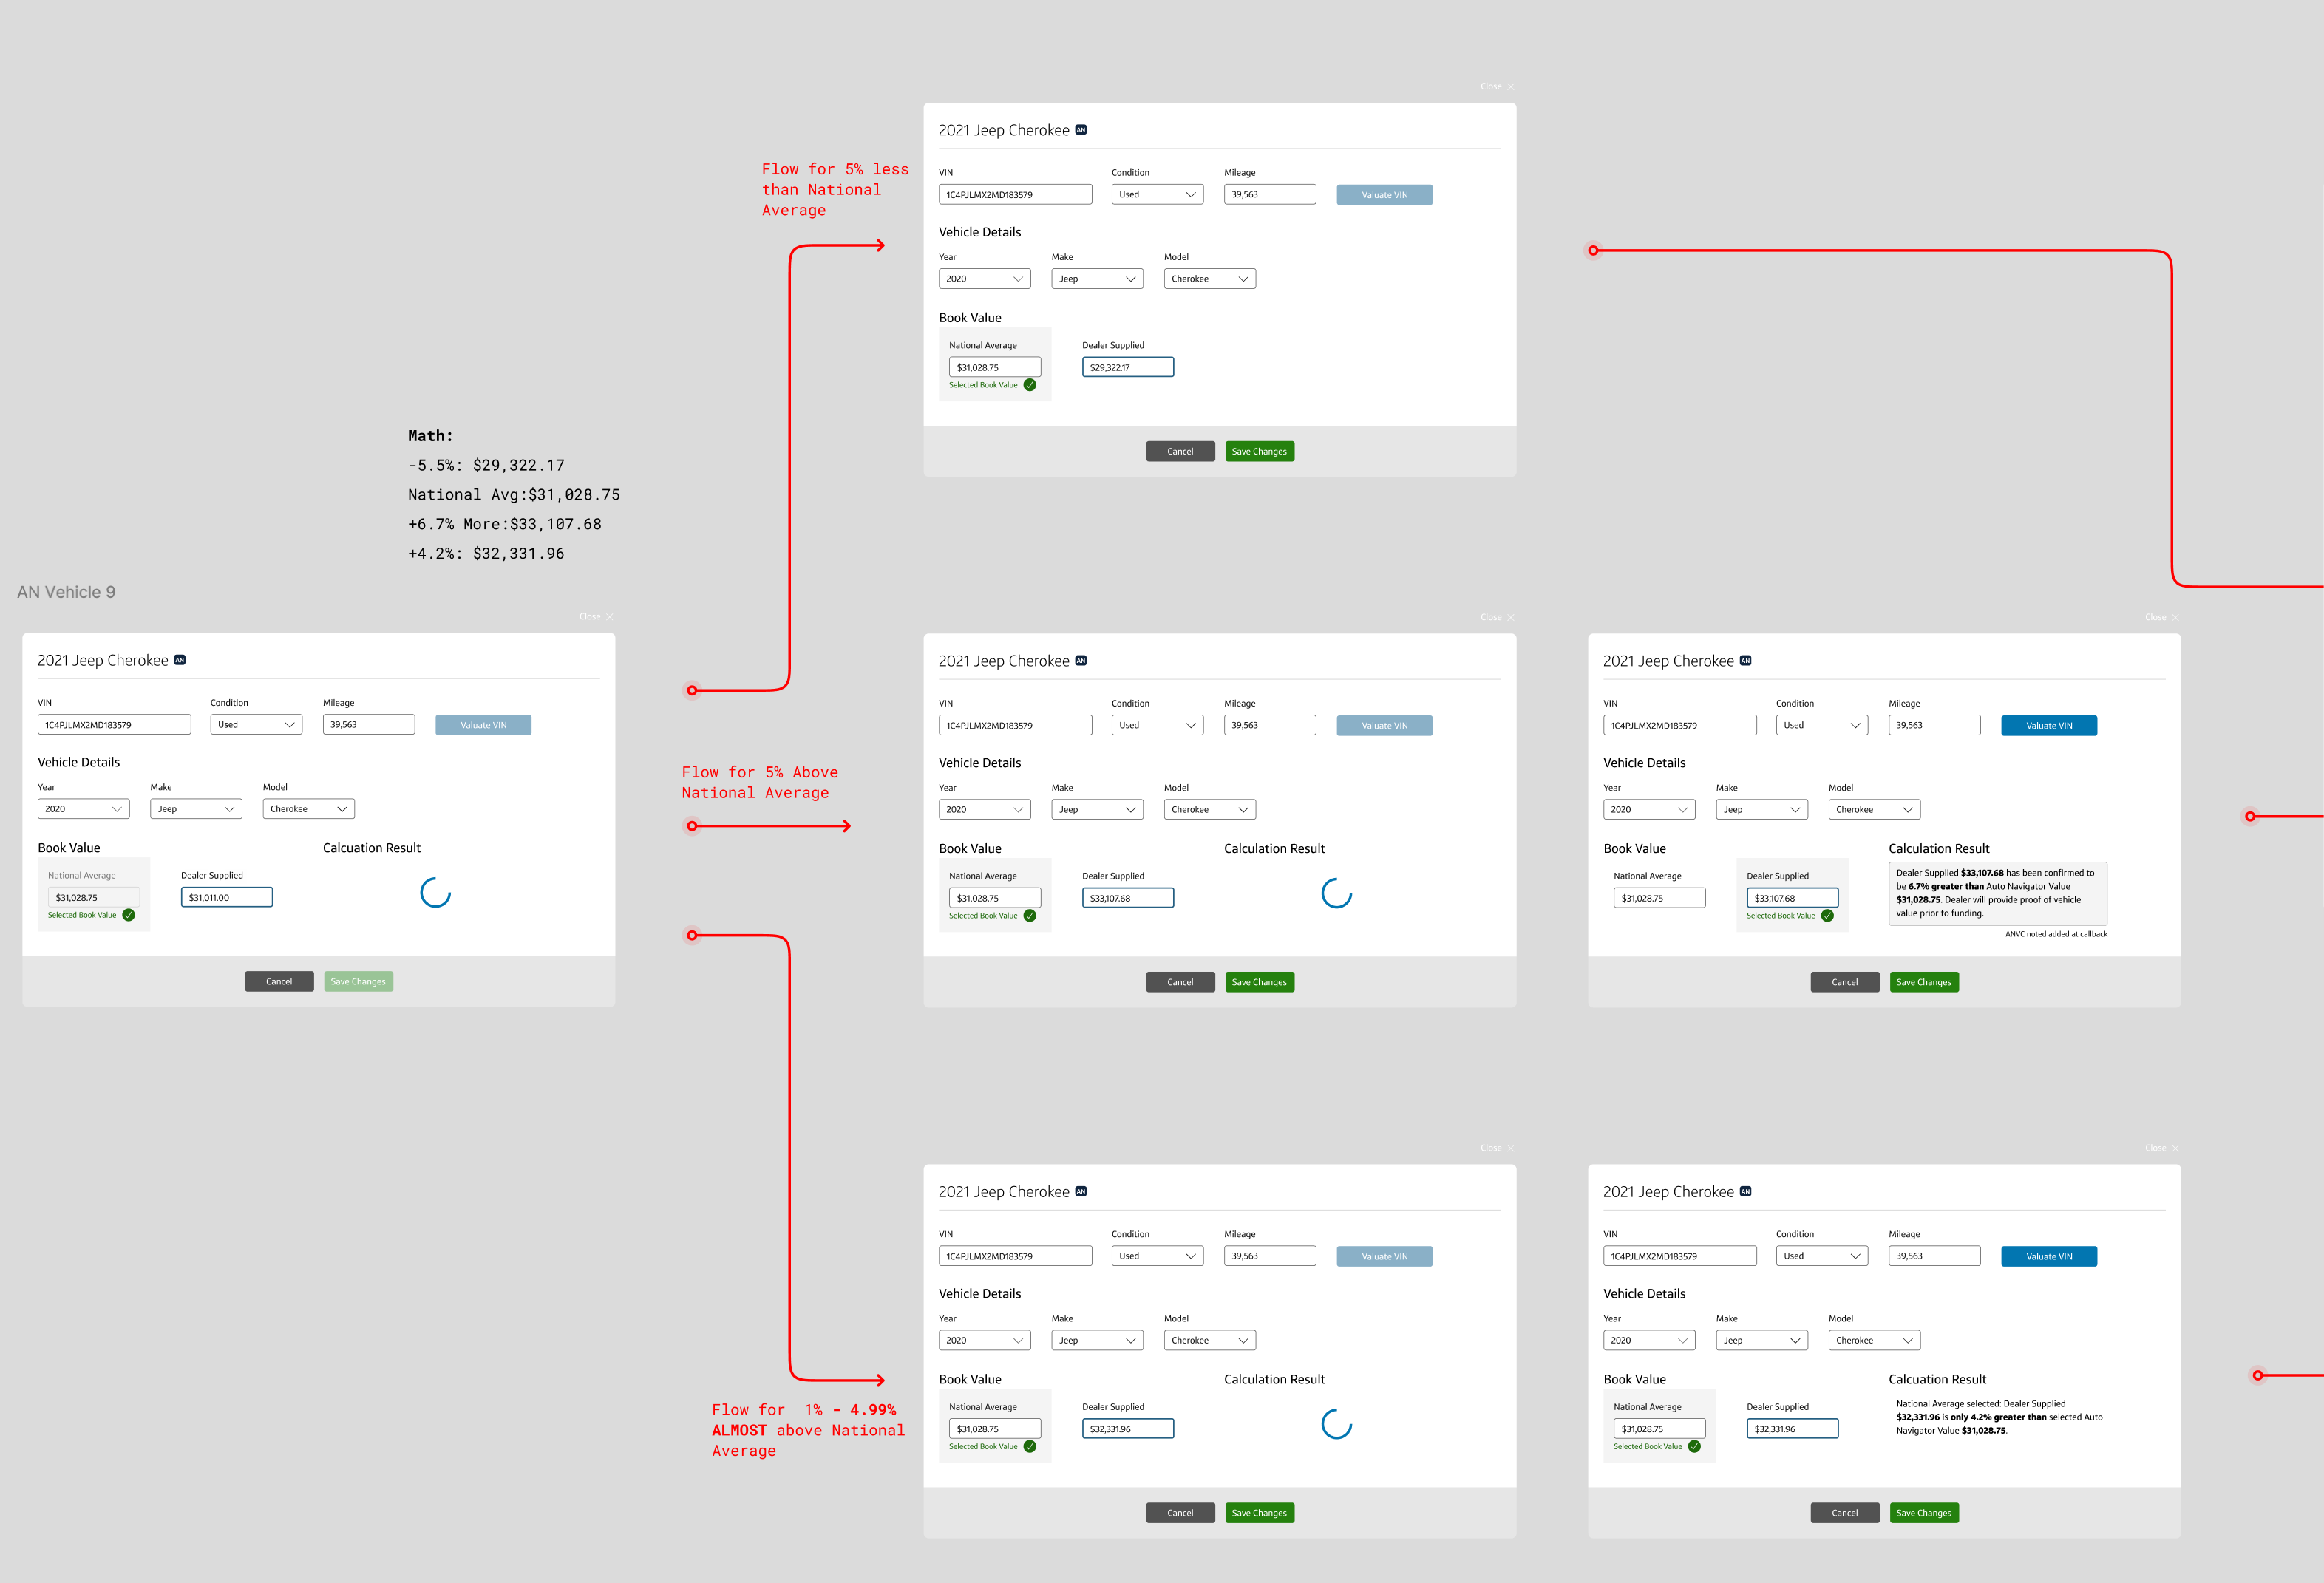 Close
2021 Jeep Cherokee AN
Flow for 5% less
than National
Average
VIN Condition Mileage
1C4PJLMX2MD183579 Used 39,563 Valuate VIN
Vehicle Details
Year Make Model
2020 Jeep Cherokee
Book Value
National Average Dealer Supplied
$31,028.75 $29,322.17
Selected Book Value
Cancel Save Changes
Math:
-5.5%: $29,322.17
National Avg:$31,028.75
+6.7% More:$33,107.68
+4.2%: $32,331.96
AN Vehicle 9
Close
2021 Jeep Cherokee AN
VIN Condition Mileage
1C4PJLMX2MD183579 Used 39,563 Valuate VIN
Vehicle Details
Year Make Model
2020 Jeep Cherokee
Book Value Calcuation Result
National Average Dealer Supplied
$31,028.75 $31,011.00
Selected Book Value
Cancel Save Changes
Flow for 5% Above
National Average
Close
2021 Jeep Cherokee AN
VIN Condition Mileage
1C4PJLMX2MD183579 Used 39,563 Valuate VIN
Vehicle Details
Year Make Model
2020 Jeep Cherokee
Book Value Calculation Result
National Average Dealer Supplied
$31,028.75 $33,107.68
Selected Book Value
Cancel Save Changes
Close
2021 Jeep Cherokee AN
VIN Condition Mileage
1C4PJLMX2MD183579 Used 39,563 Valuate VIN
Vehicle Details
Year Make Model
2020 Jeep Cherokee
Book Value Calculation Result
National Average Dealer Supplied
$31,028.75 $33,107.68
Selected Book Value
Dealer Supplied $33,107.68 has been confirmed to
be 6.7% greater than Auto Navigator Value
$31,028.75. Dealer will provide proof of vehicle
value prior to funding.
ANVC noted added at callback
Cancel Save Changes
Flow for 1% - 4.99%
ALMOST above National
Average
Close
2021 Jeep Cherokee AN
VIN Condition Mileage
1C4PJLMX2MD183579 Used 39,563 Valuate VIN
Vehicle Details
Year Make Model
2020 Jeep Cherokee
Book Value Calculation Result
National Average Dealer Supplied
$31,028.75 $32,331.96
Selected Book Value
Cancel Save Changes
Close
2021 Jeep Cherokee AN
VIN Condition Mileage
1C4PJLMX2MD183579 Used 39,563 Valuate VIN
Vehicle Details
Year Make Model
2020 Jeep Cherokee
Book Value Calcuation Result
National Average Dealer Supplied
$31,028.75 $32,331.96
Selected Book Value
National Average selected: Dealer Supplied
$32,331.96 is only 4.2% greater than selected Auto
Navigator Value $31,028.75.
Cancel Save Changes